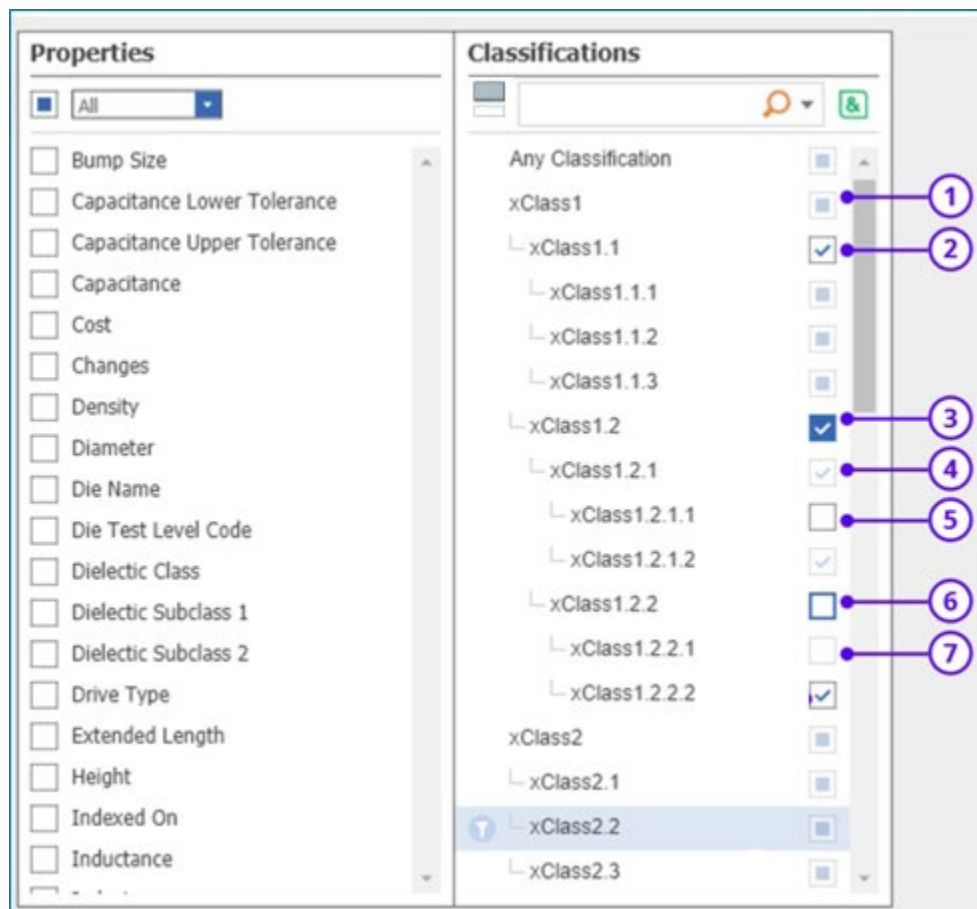 Properties
All
Bump Size
Capacitance Lower Tolerance
Capacitance Upper Tolerance
Capacitance
Cost
Changes
Density
Diameter
Die Name
Die Test Level Code
Dielectic Class
Dielectic Subclass 1
Dielectic Subclass 2
Drive Type
Extended Length
Height
Indexed On
Inductance
Classifications
&
Any Classification
xClass1
xClass1.1
xClass1.1.1
xClass1.1.2
xClass1.1.3
xClass1.2
xClass1.2.1
xClass1.2.1.1
xClass1.2.1.2
xClass1.2.2
xClass1.2.2.1
xClass1.2.2.2
xClass2
xClass2.1
xClass2.2
xClass2.3
1
2
3
4
5
6
7